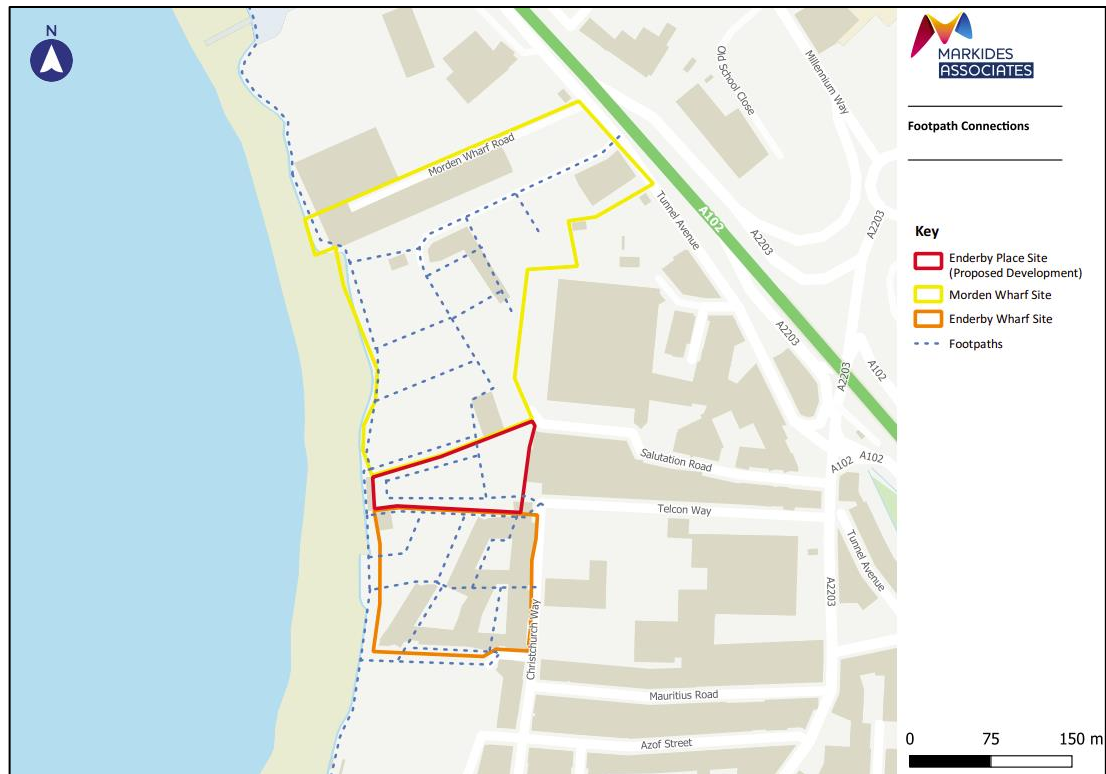 N
MARKIDES
ASSOCIATES
Footpath Connections
Key
Enderby Place Site
(Proposed Development)
Morden Wharf Site
Enderby Wharf Site
Footpaths
0 75 150 m
Old School Close
Millennium Way
Morden Wharf Road
Tunnel Avenue
A102
A2203
A2203
A2203
A2203
A102
Salutation Road
A102
A102
Telcon Way
Tunnel Avenue
A2203
Christchurch Way
Mauritius Road
Azof Street